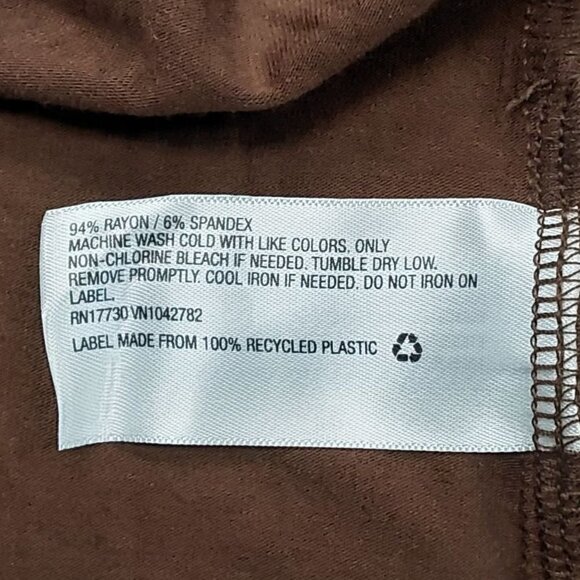 94% RAYON / 6% SPANDEX
MACHINE WASH COLD WITH LIKE COLORS. ONLY
NON-CHLORINE BLEACH IF NEEDED. TUMBLE DRY LOW.
REMOVE PROMPTLY. COOL IRON IF NEEDED. DO NOT IRON ON
LABEL.
RN17730 VN1042782
LABEL MADE FROM 100% RECYCLED PLASTIC